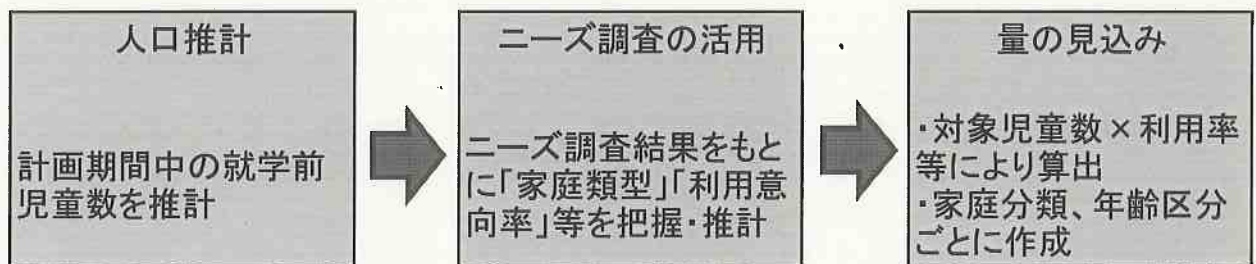 人口推計
計画期間中の就学前
児童数を推計
ニーズ調査の活用
ニーズ調査結果をもと
に「家庭類型」「利用意
向率」等を把握・推計
量の見込み
・対象児童数×利用率
等により算出
・家庭分類、年齢区分
ごとに作成